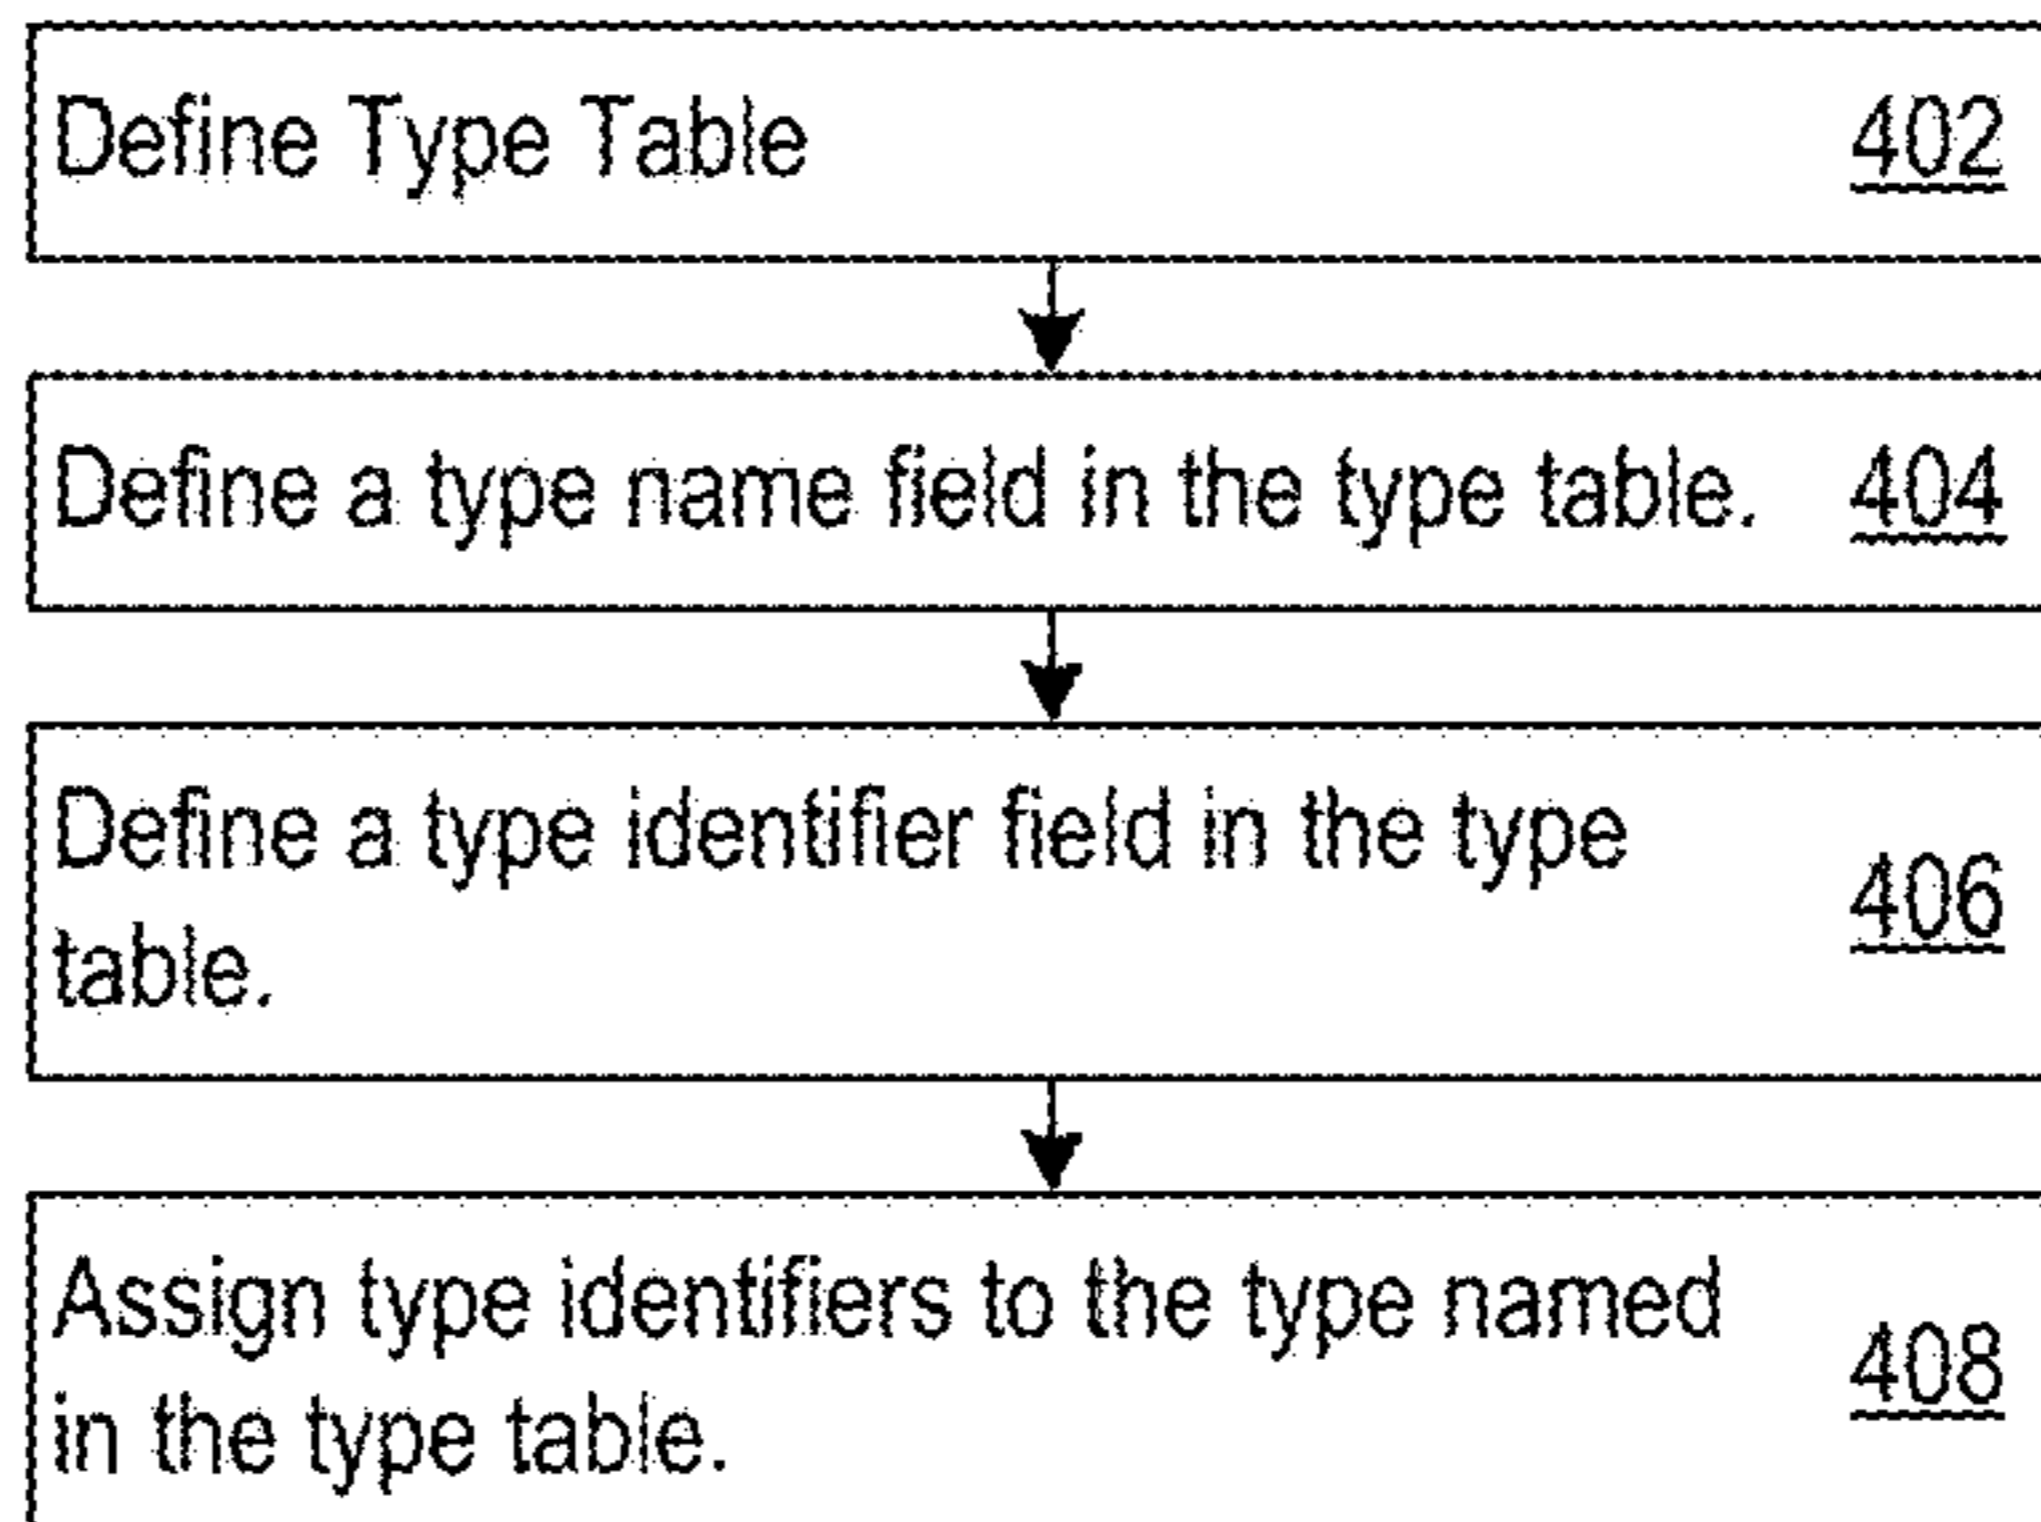 Define Type Table 402
Define a type name field in the type table. 404
Define a type identifier field in the type
406
table.
Assign type identifiers to the type named
408
in the type table.